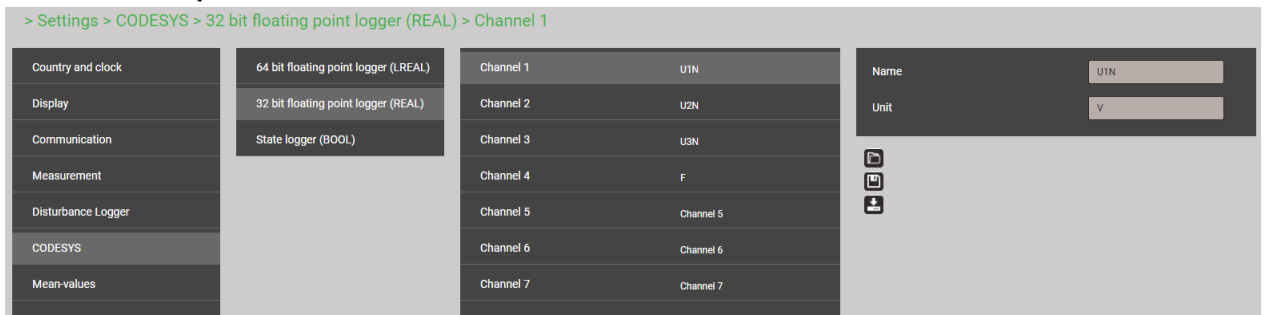 > Settings > CODESYS > 32 bit floating point logger (REAL) > Channel 1
Country and clock
Display
Communication
Measurement
Disturbance Logger
CODESYS
Mean-values
64 bit floating point logger (LREAL)
32 bit floating point logger (REAL)
State logger (BOOL)
Channel 1 U1N
Channel 2 U2N
Channel 3 U3N
Channel 4 F
Channel 5 Channel 5
Channel 6 Channel 6
Channel 7 Channel 7
Name U1N
Unit V